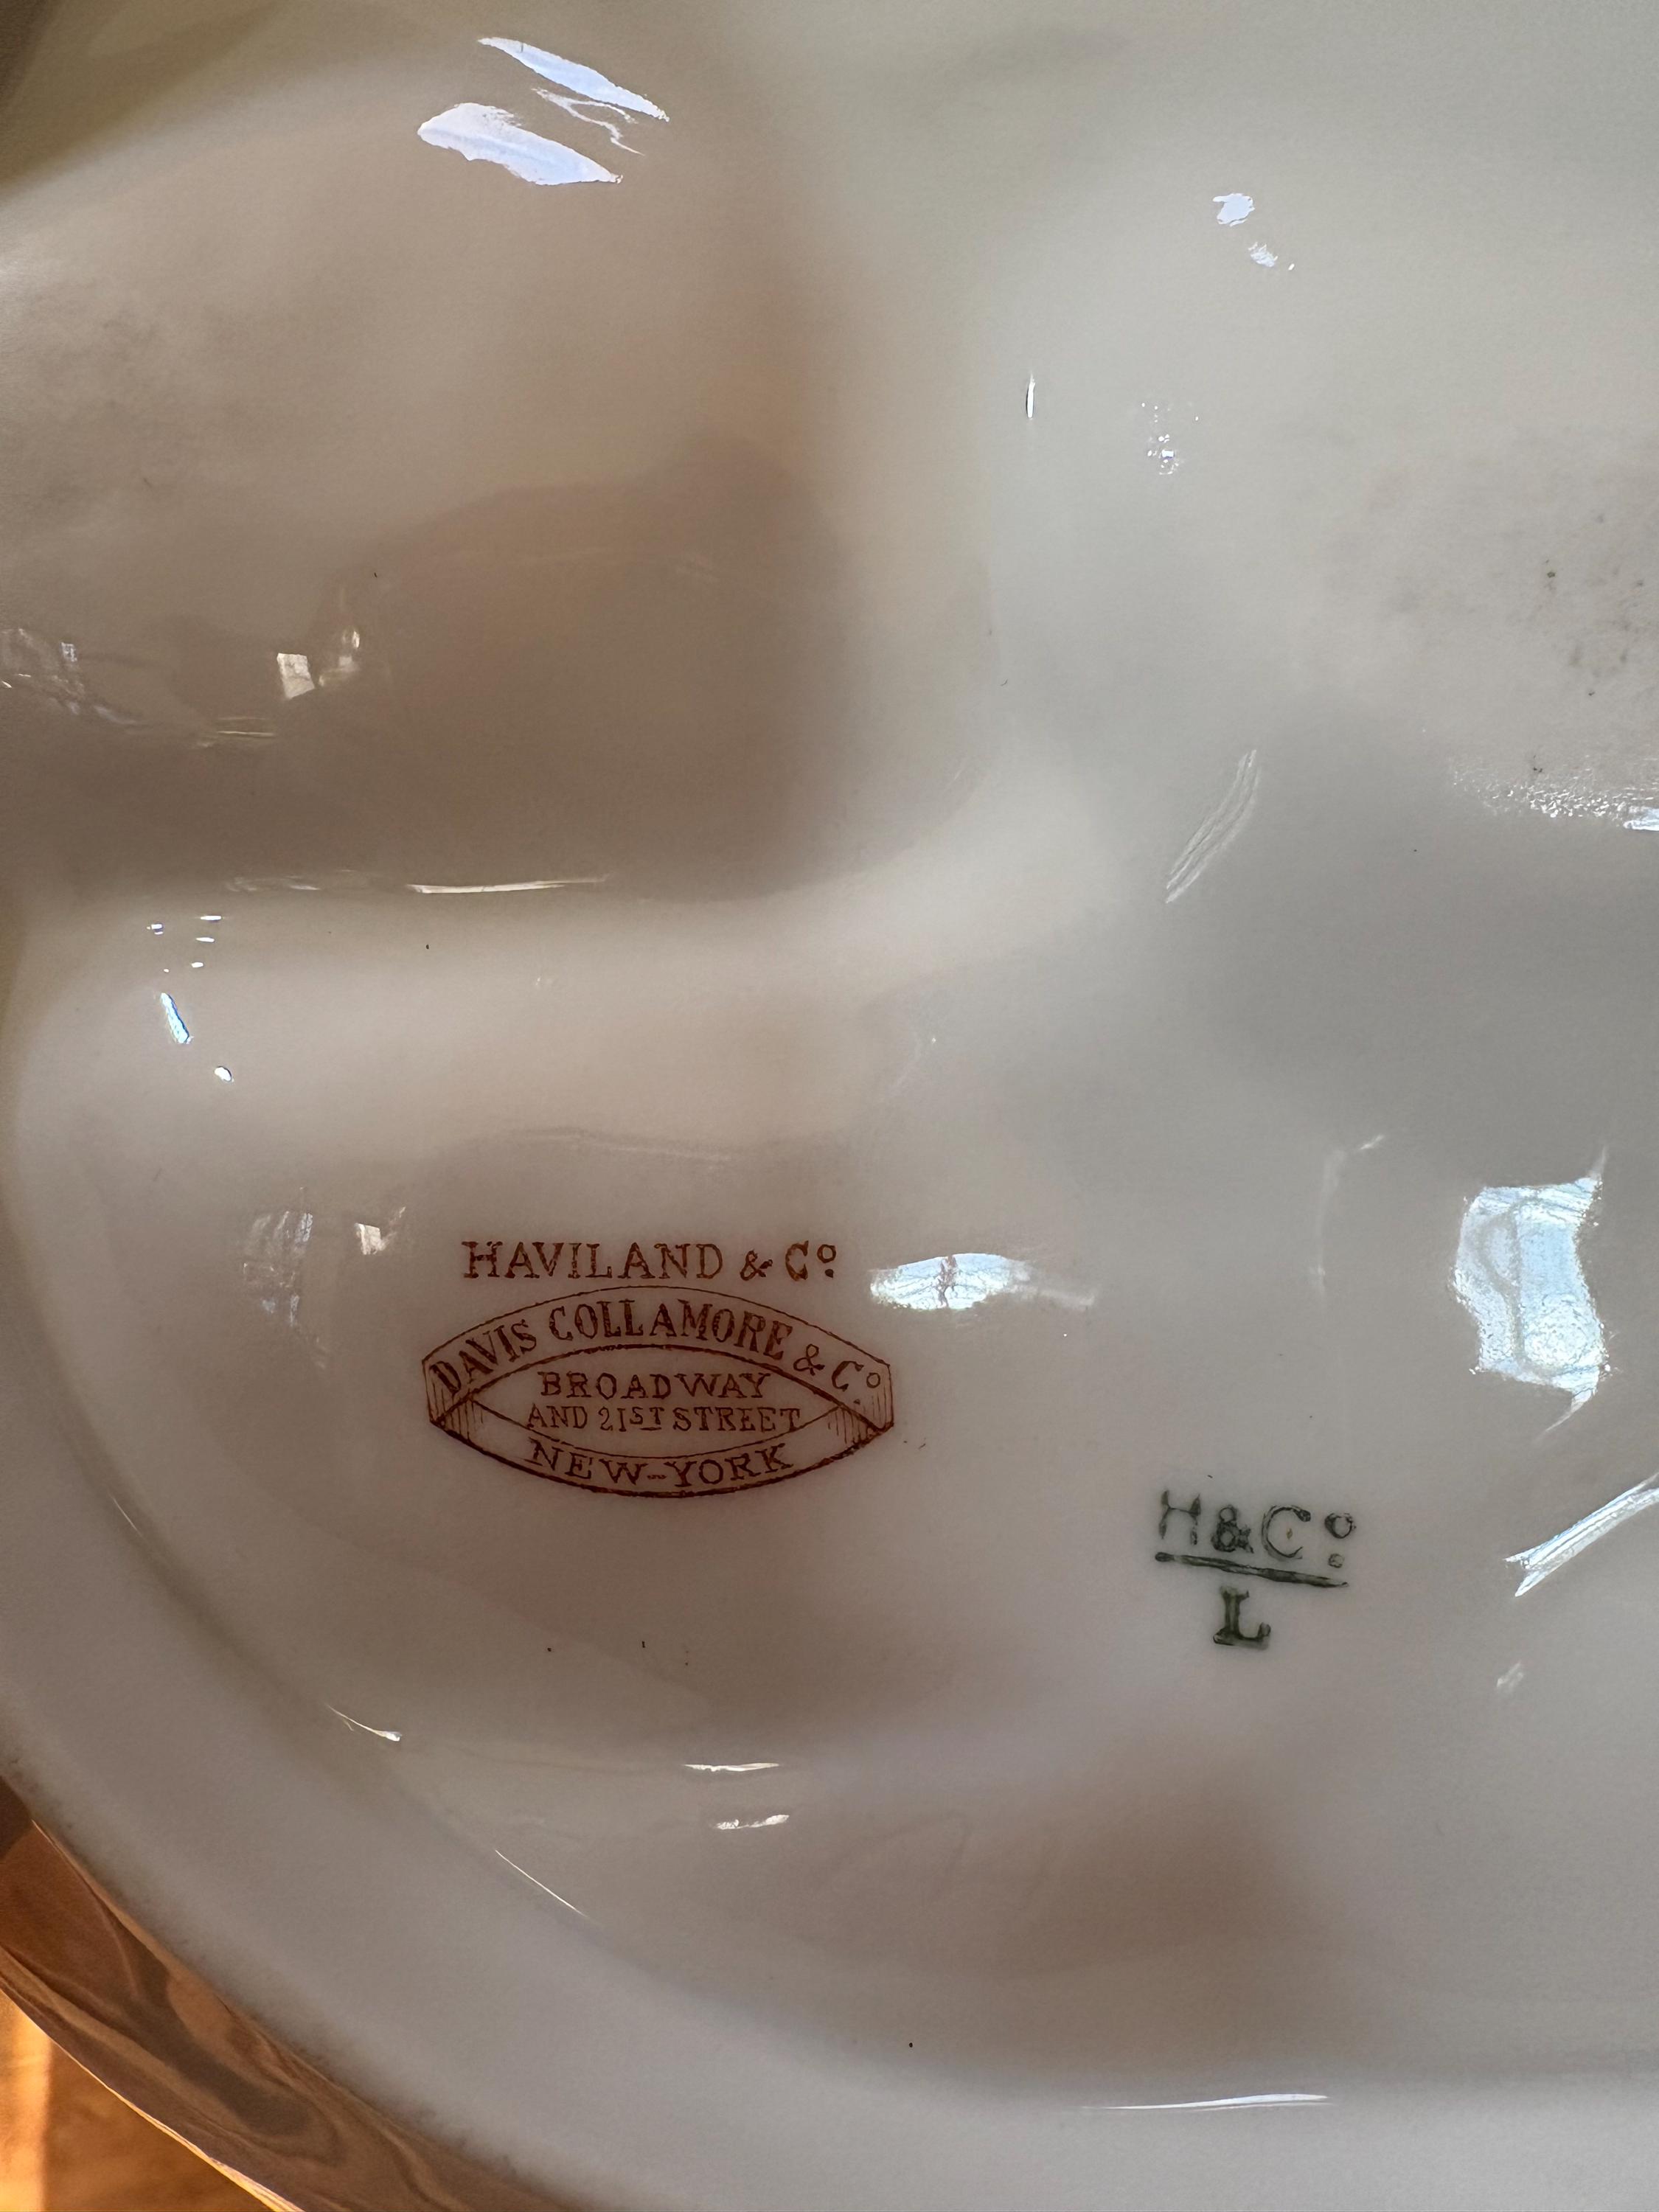 HAVILAND & Cº
DAVIS COLLAMORE & Cº
BROADWAY
AND 21ST STREET
NEW-YORK
H&Cº
L